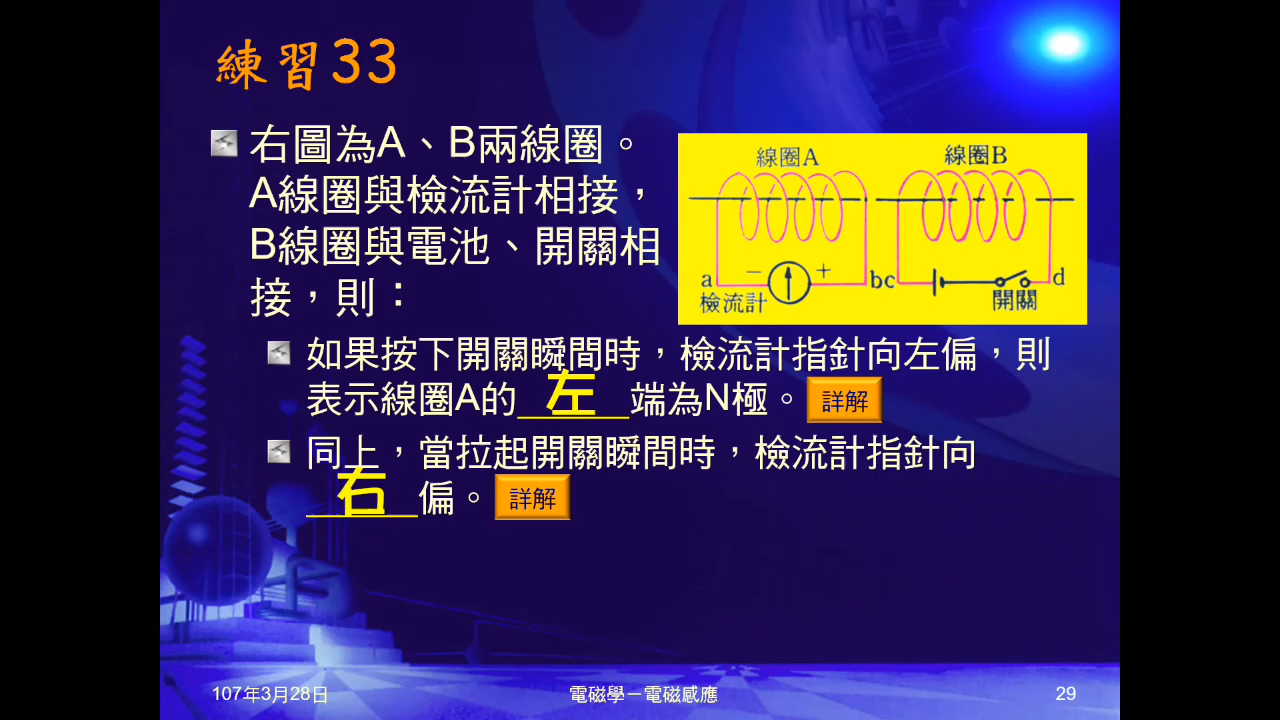 練習33
右圖為A、B兩線圈。
A線圈與檢流計相接，
B線圈與電池、開關相
接，則：
線圈A
線圈B
a
－
＋
bc
d
檢流計
開關
如果按下開關瞬間時，檢流計指針向左偏，則
表示線圈A的左端為N極。 詳解
同上，當拉起開關瞬間時，檢流計指針向
右偏。 詳解
107年3月28日
電磁學－電磁感應
29